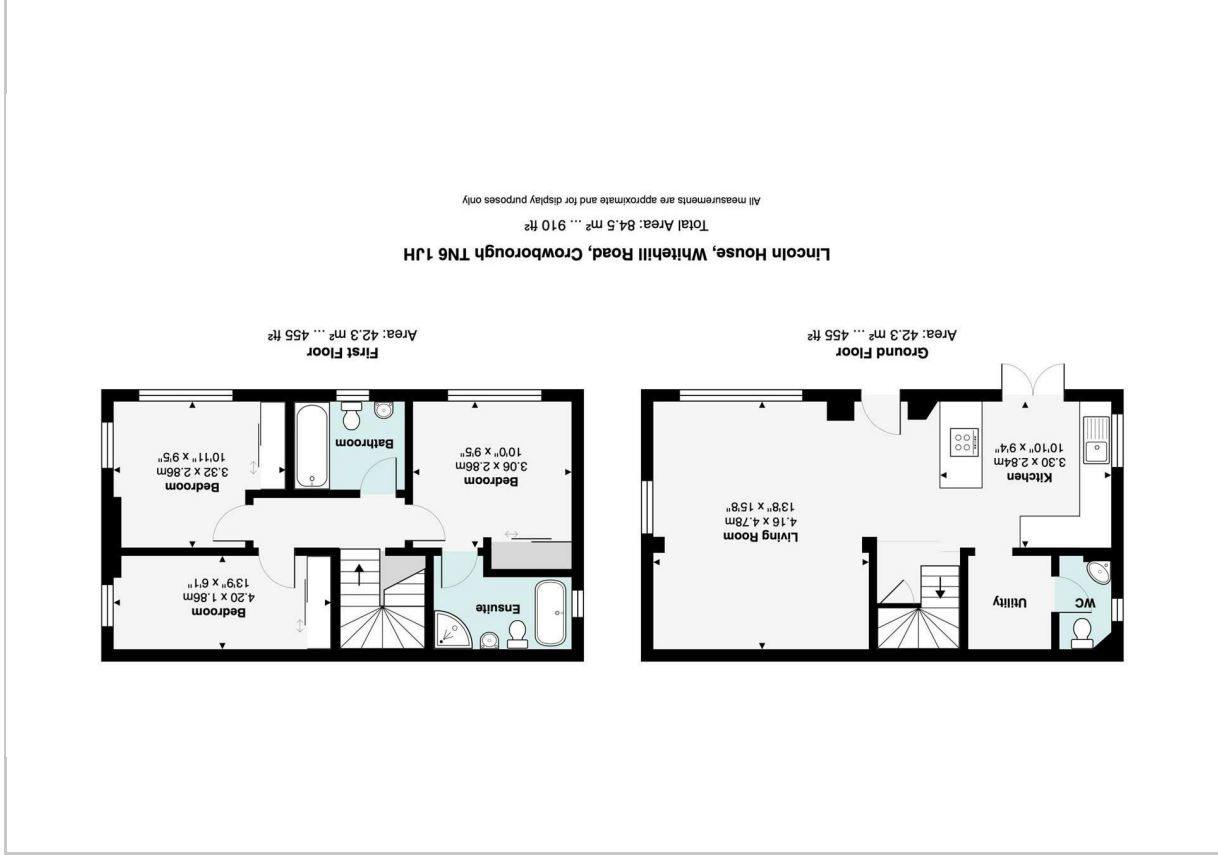 WC
Utility
Kitchen
3.30 x 2.84m
10'10" x 9'4"
Living Room
4.16 x 4.78m
13'8" x 15'8"
Ground Floor
Area: 42.3 m² ... 455 ft²
Ensuite
Bedroom
4.20 x 1.86m
13'9" x 6'1"
Bedroom
3.06 x 2.86m
10'0" x 9'5"
Bathroom
Bedroom
3.32 x 2.86m
10'11" x 9'5"
First Floor
Area: 42.3 m² ... 455 ft²
Lincoln House, Whitehill Road, Crowborough TN6 1JH
Total Area: 84.5 m² ... 910 ft²
All measurements are approximate and for display purposes only